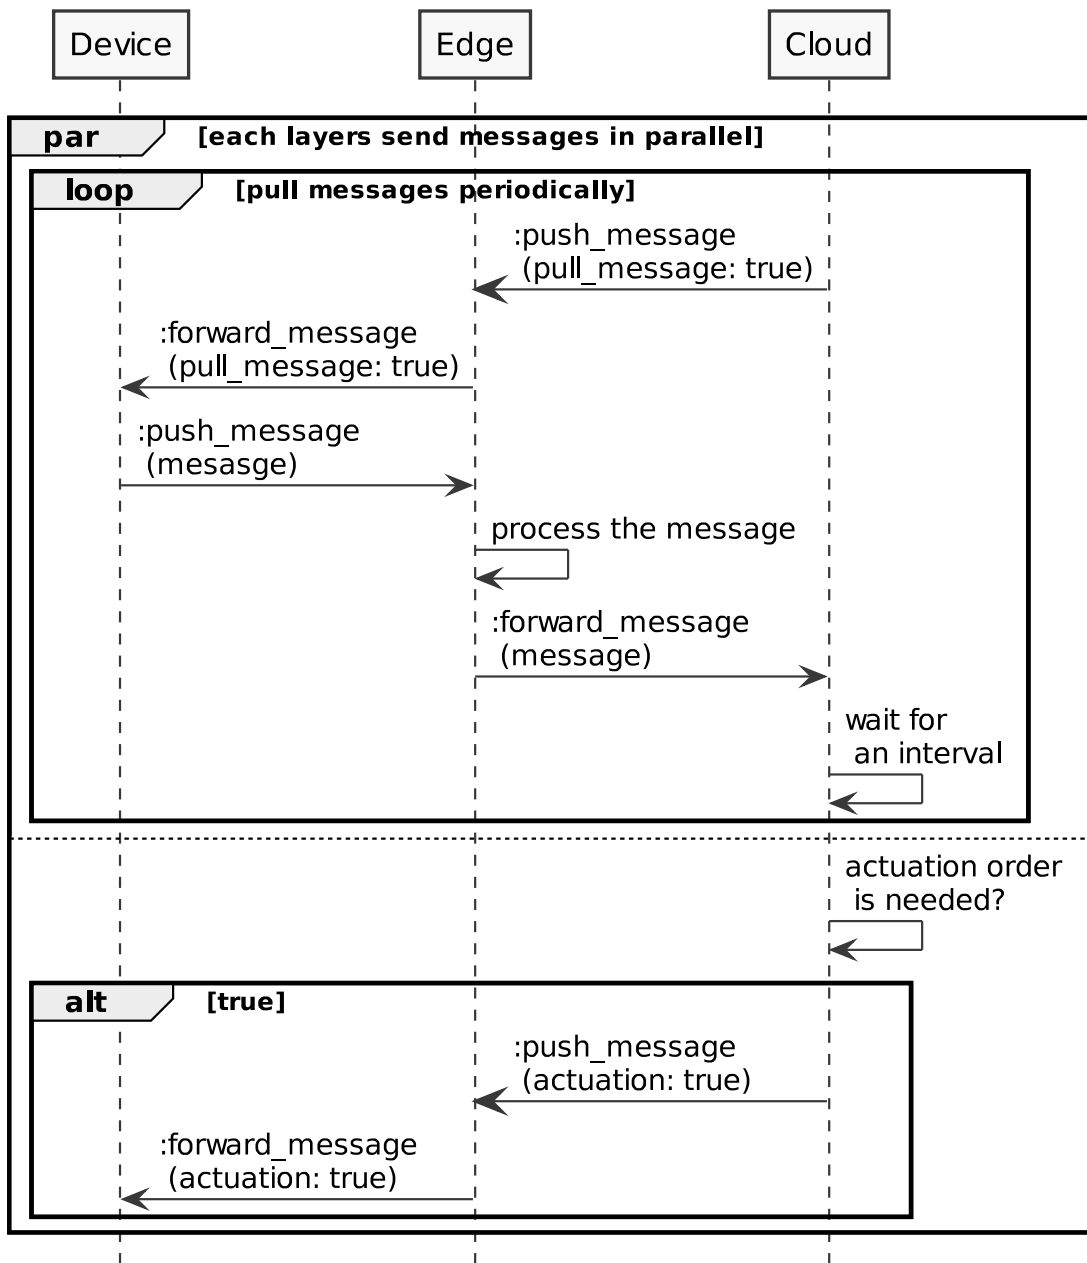 Device
Edge
Cloud
par
[each layers send messages in parallel]
loop
[pull messages periodically]
:push_message
(pull_message: true)
:forward_message
(pull_message: true)
:push_message
(mesasge)
process the message
:forward_message
(message)
wait for
an interval
actuation order
is needed?
alt
[true]
:push_message
(actuation: true)
:forward_message
(actuation: true)